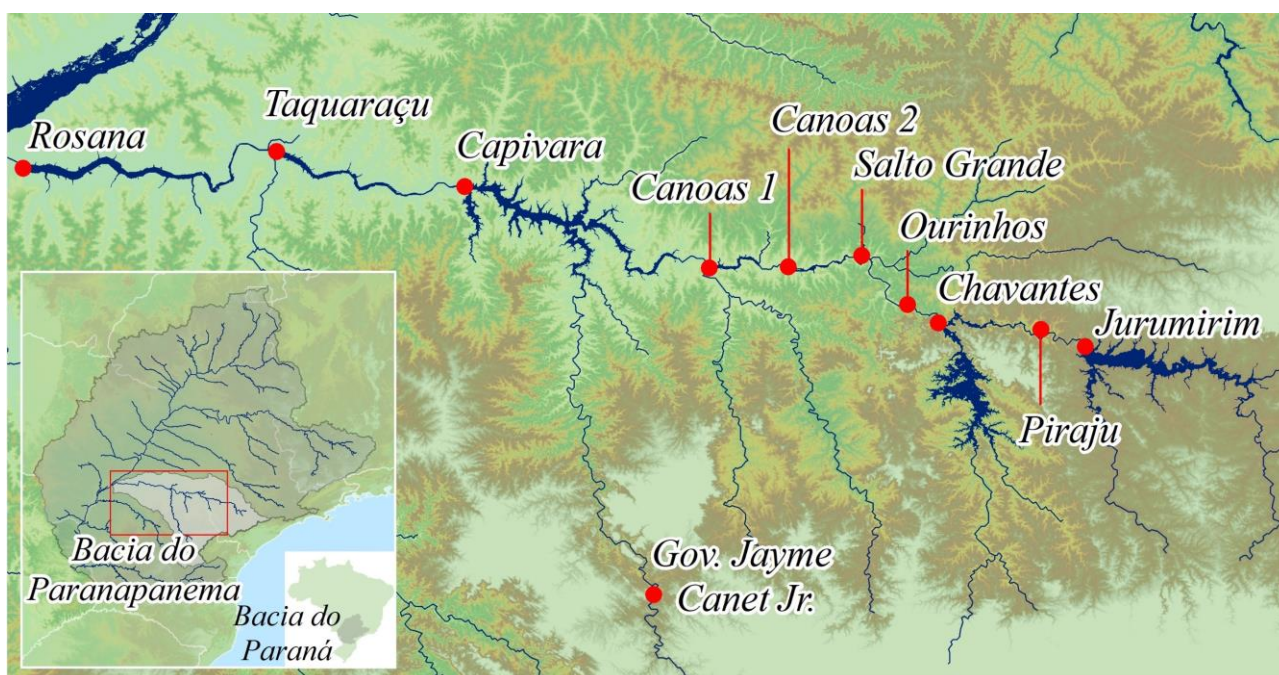 Rosana
Taquaraçu
Capivara
Canoas 1
Canoas 2
Salto Grande
Ourinhos
Chavantes
Jurumirim
Piraju
Gov. Jayme
Canet Jr.
Bacia do
Paranapanema
Bacia do
Paraná